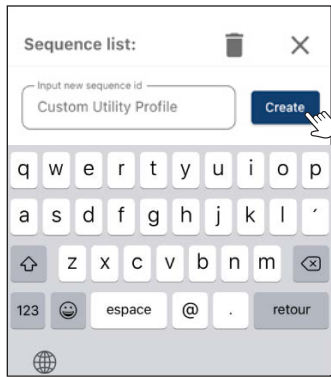 Sequence list:
Input new sequence id
Custom Utility Profile
Create
q w e r t y u i o p
a s d f g h j k l ´
z x c v b n m
123 espace @ . retour